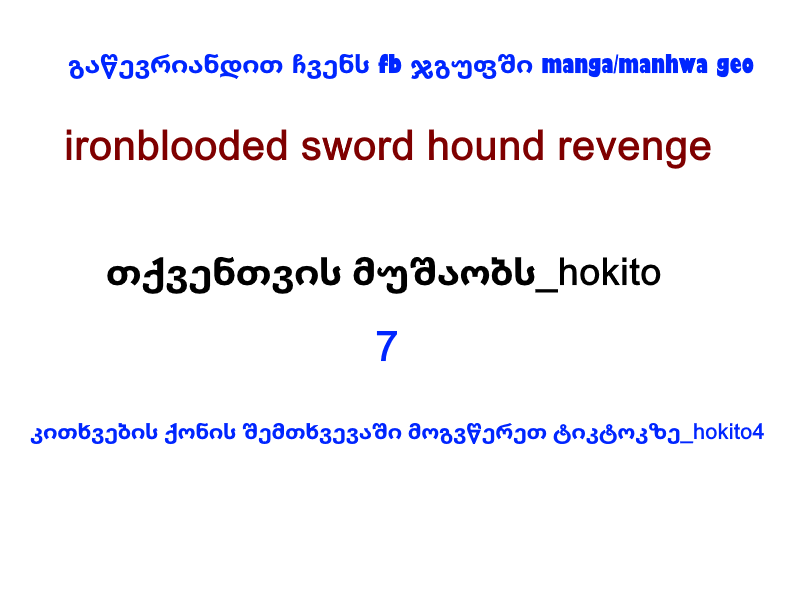 გაწევრიანდით ჩვენს fb ჯგუფში manga/manhwa geo
ironblooded sword hound revenge
თქვენთვის მუშაობს_hokito
7
კითხვების ქონის შემთხვევაში მოგვწერეთ ტიკტოკზე_hokito4